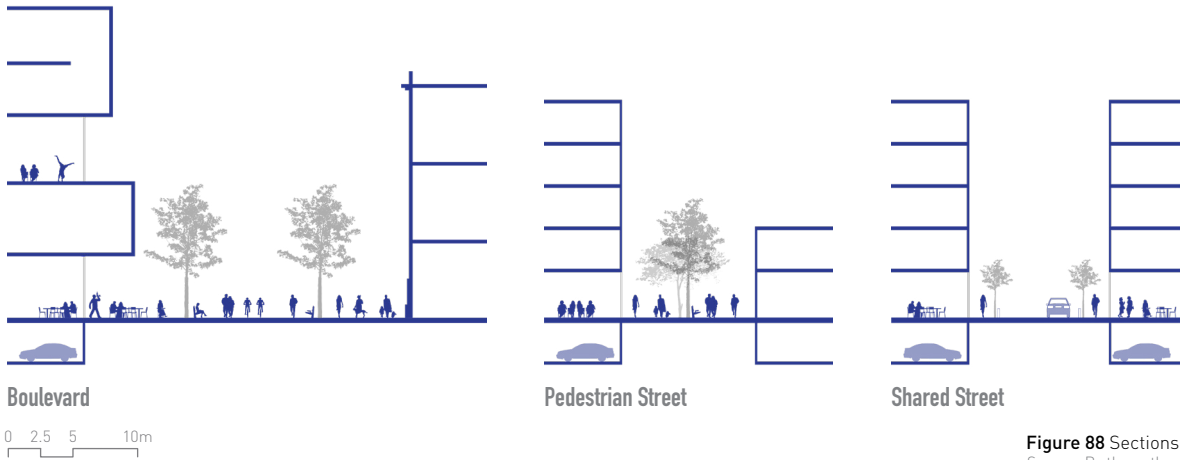 Boulevard
Pedestrian Street
Shared Street
0 2.5 5 10m
Figure 88 Sections